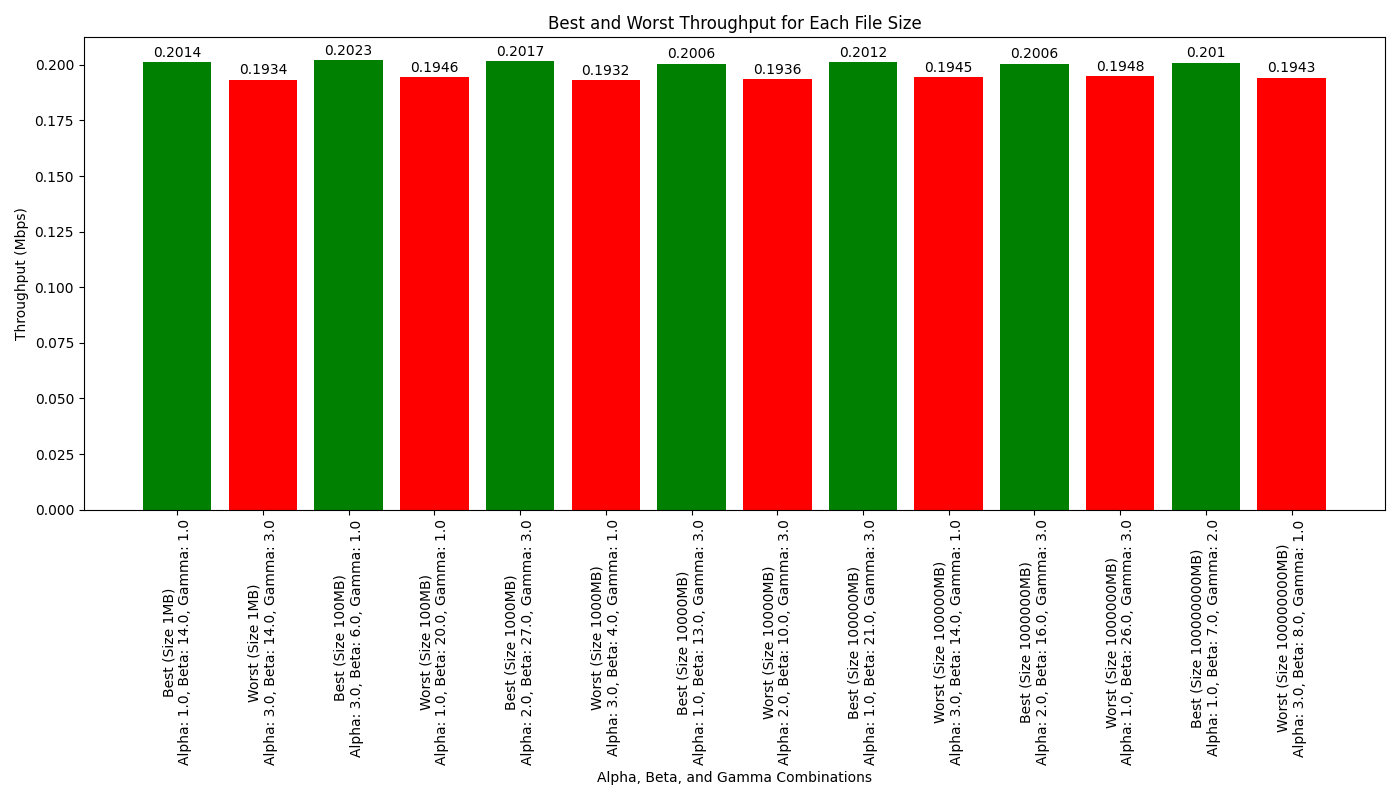 Best and Worst Throughput for Each File Size
Throughput (Mbps)
0.200
0.175
0.150
0.125
0.100
0.075
0.050
0.025
0.000
0.2014
0.1934
0.2023
0.1946
0.2017
0.1932
0.2006
0.1936
0.2012
0.1945
0.2006
0.1948
0.201
0.1943
Best (Size 1MB)
Alpha: 1.0, Beta: 14.0, Gamma: 1.0
Worst (Size 1MB)
Alpha: 3.0, Beta: 14.0, Gamma: 3.0
Best (Size 100MB)
Alpha: 3.0, Beta: 6.0, Gamma: 1.0
Worst (Size 100MB)
Alpha: 1.0, Beta: 20.0, Gamma: 1.0
Best (Size 1000MB)
Alpha: 2.0, Beta: 27.0, Gamma: 3.0
Worst (Size 1000MB)
Alpha: 3.0, Beta: 4.0, Gamma: 1.0
Best (Size 10000MB)
Alpha: 1.0, Beta: 13.0, Gamma: 3.0
Worst (Size 10000MB)
Alpha: 2.0, Beta: 10.0, Gamma: 3.0
Best (Size 100000MB)
Alpha: 1.0, Beta: 21.0, Gamma: 3.0
Worst (Size 100000MB)
Alpha: 3.0, Beta: 14.0, Gamma: 1.0
Best (Size 1000000MB)
Alpha: 2.0, Beta: 16.0, Gamma: 3.0
Worst (Size 1000000MB)
Alpha: 1.0, Beta: 26.0, Gamma: 3.0
Best (Size 100000000MB)
Alpha: 1.0, Beta: 7.0, Gamma: 2.0
Worst (Size 100000000MB)
Alpha: 3.0, Beta: 8.0, Gamma: 1.0
Alpha, Beta, and Gamma Combinations